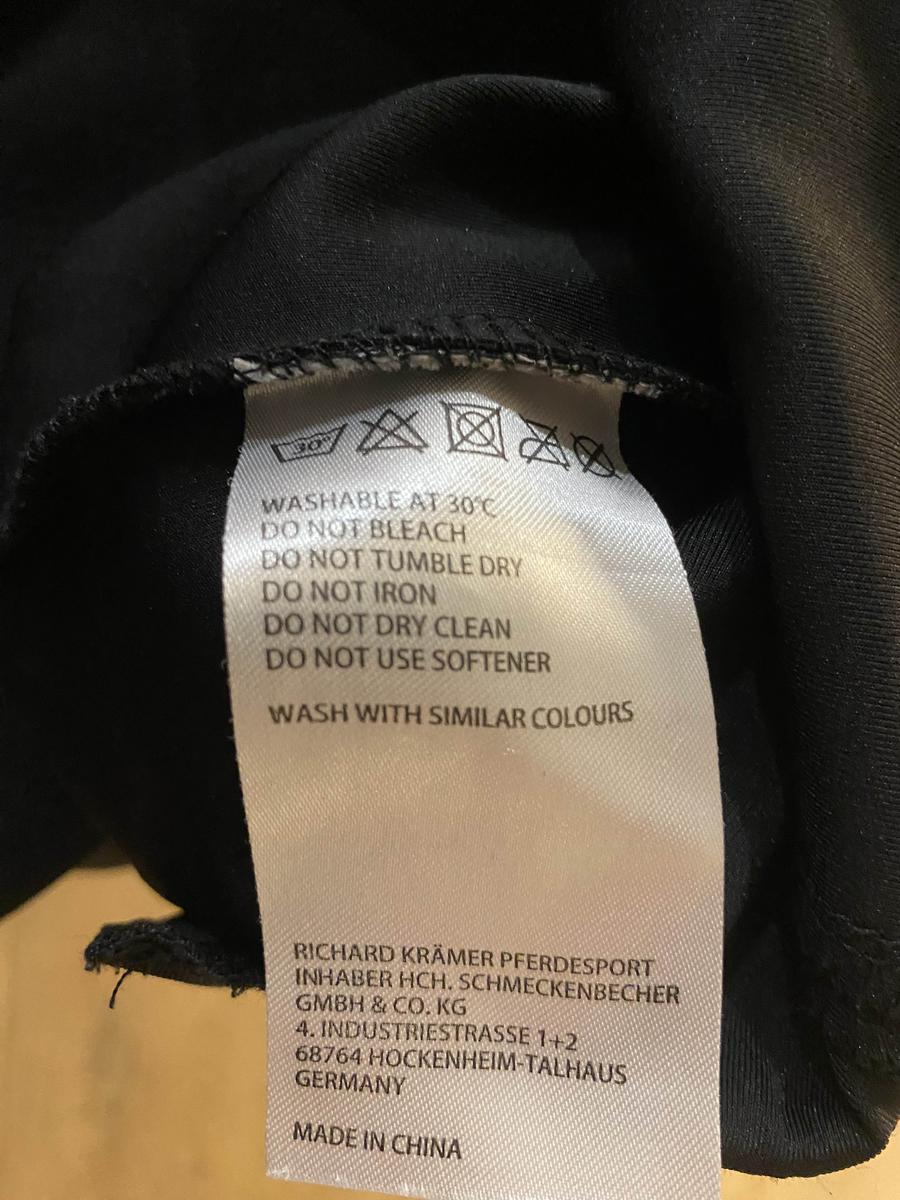 30°
WASHABLE AT 30°C
DO NOT BLEACH
DO NOT TUMBLE DRY
DO NOT IRON
DO NOT DRY CLEAN
DO NOT USE SOFTENER
WASH WITH SIMILAR COLOURS
RICHARD KRÄMER PFERDESPORT
INHABER HCH. SCHMECKENBECHER
GMBH & CO. KG
4. INDUSTRIESTRASSE 1+2
68764 HOCKENHEIM-TALHAUS
GERMANY
MADE IN CHINA